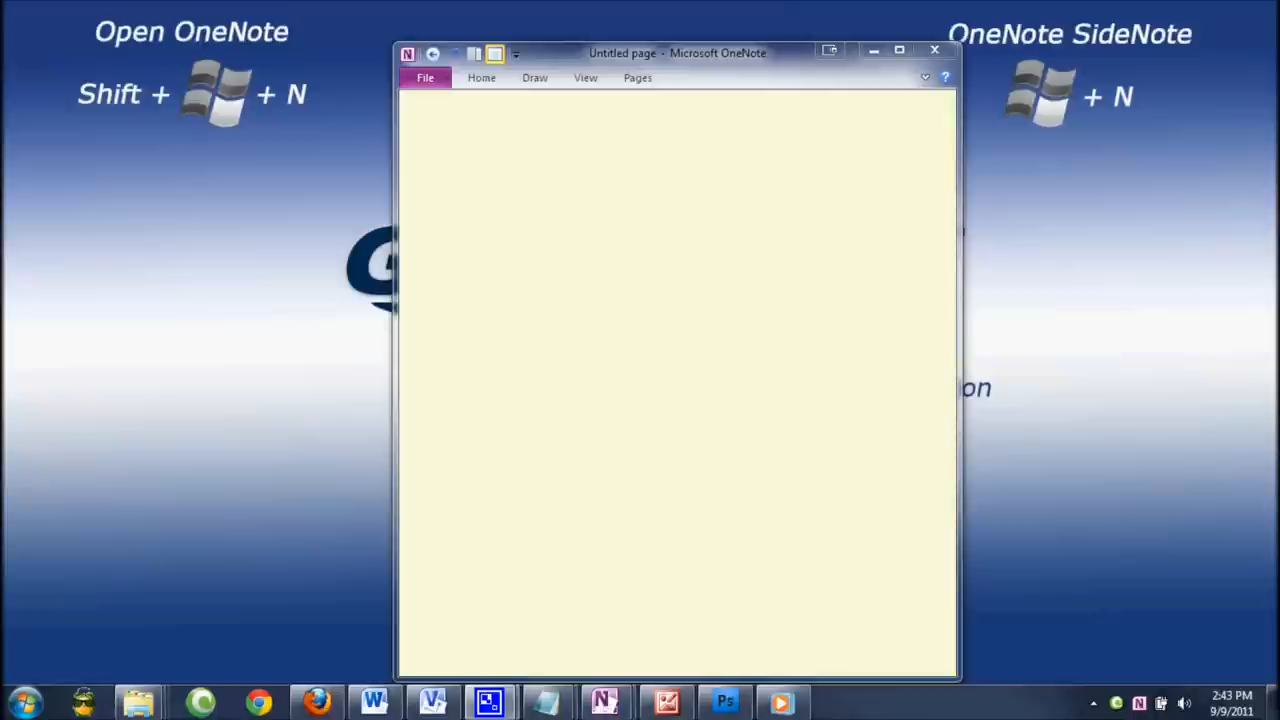 Open OneNote
Shift + + N
OneNote SideNote
+ N
Untitled page - Microsoft OneNote
File Home Draw View Pages
G
on
2:43 PM
9/9/2011